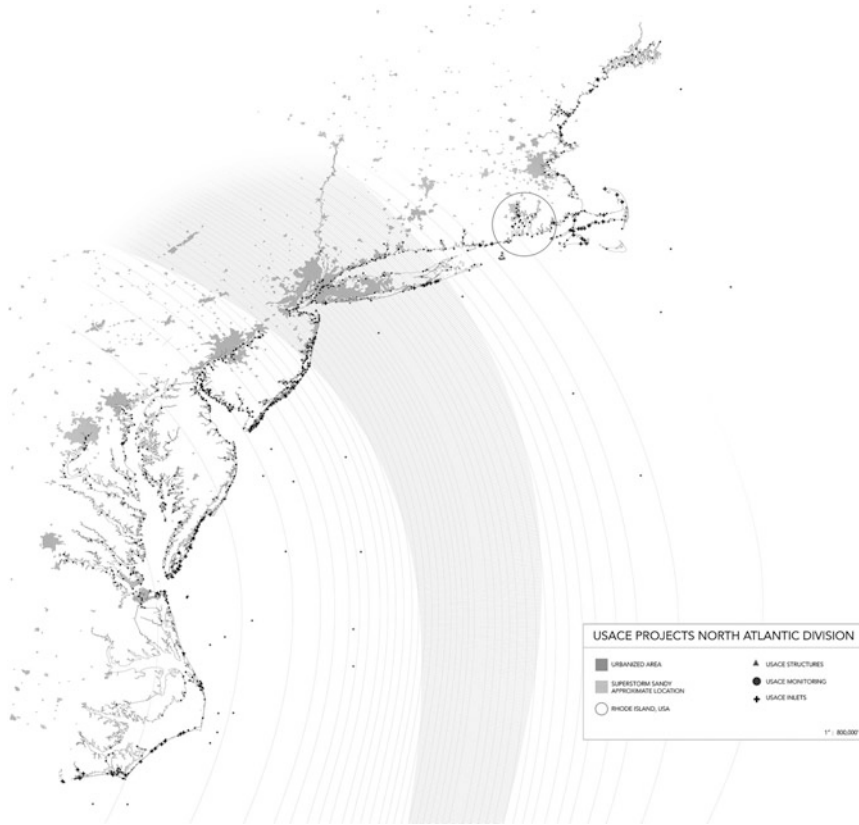 USACE PROJECTS NORTH ATLANTIC DIVISION
URBANIZED AREA
SUPERSTORM SANDY
APPROXIMATE LOCATION
RHODE ISLAND, USA
USACE STRUCTURES
USACE MONITORING
USACE INLETS
1" : 800,000'